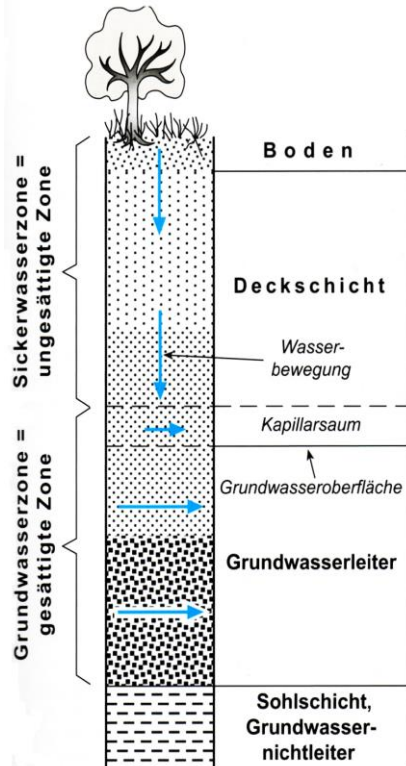 Sickerwasserzone =
ungesättigte Zone
Grundwasserzone =
gesättigte Zone
Boden
Deckschicht
Wasser-
bewegung
Kapillarsaum
Grundwasseroberfläche
Grundwasserleiter
Sohlschicht,
Grundwasser-
nichtleiter